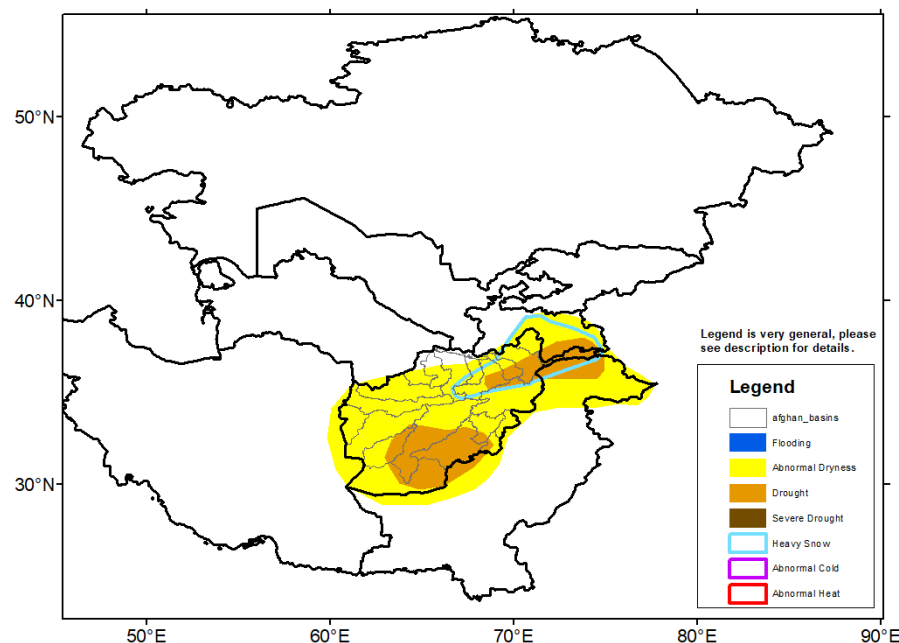 50°N
40°N
30°N
Legend is very general, please
see description for details.
Legend
afghan_basins
Flooding
Abnormal Dryness
Drought
Severe Drought
Heavy Snow
Abnormal Cold
Abnormal Heat
50°E
60°E
70°E
80°E
90°E